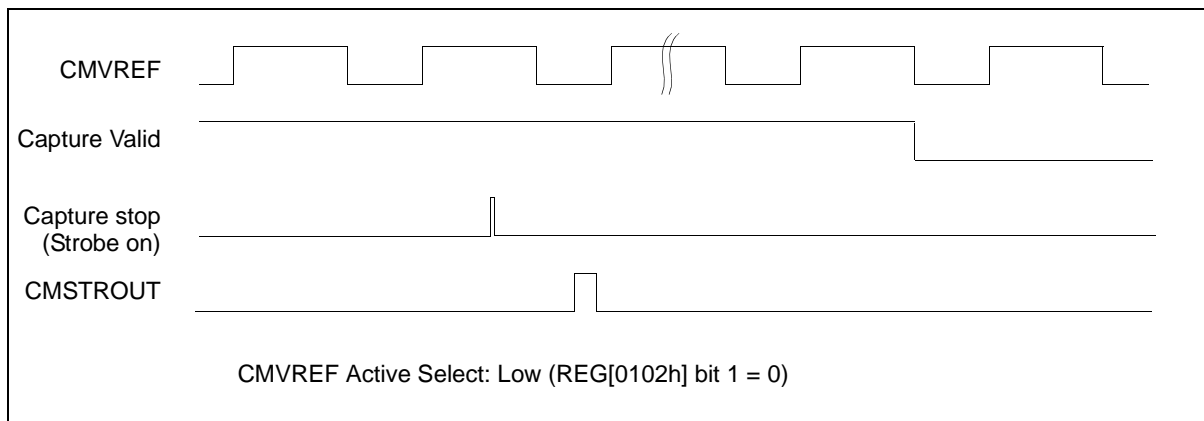 CMVREF
Capture Valid
Capture stop
(Strobe on)
CMSTROUT
CMVREF Active Select: Low (REG[0102h] bit 1 = 0)